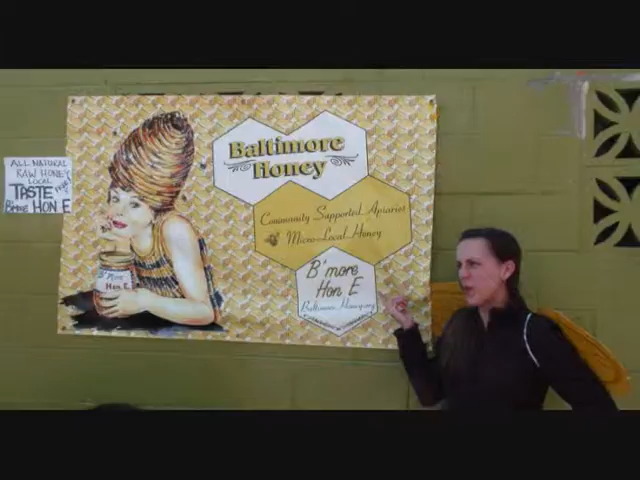 ALL NATURAL
RAW HONEY
LOCAL
TASTE
B'more HON E
B'more
Hon E
Baltimore
Honey
Community Supported Apiaries
Micro-Local Honey
B'more
Hon E
Baltimore Honey.org